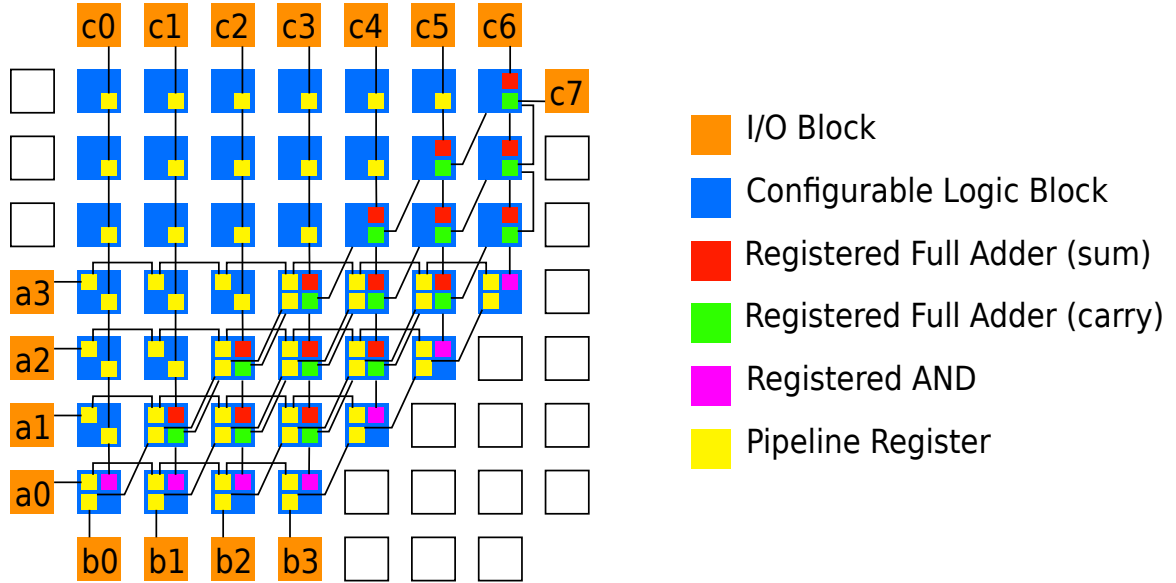 c0 c1 c2 c3 c4 c5 c6
c7
a3
a2
a1
a0
b0 b1 b2 b3
I/O Block
Configurable Logic Block
Registered Full Adder (sum)
Registered Full Adder (carry)
Registered AND
Pipeline Register